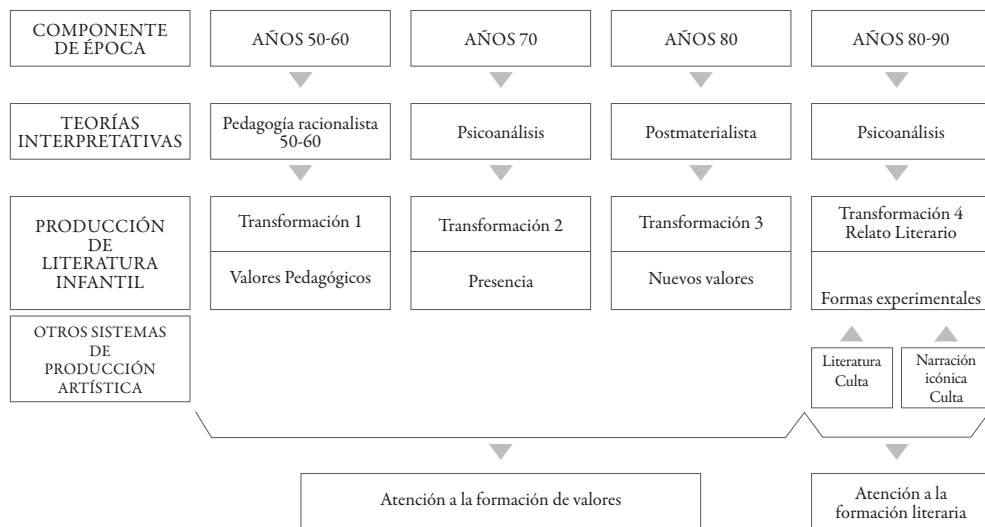 COMPONENTE
DE ÉPOCA
AÑOS 50-60
AÑOS 70
AÑOS 80
AÑOS 80-90
TEORÍAS
INTERPRETATIVAS
Pedagogía racionalista
50-60
Psicoanálisis
Postmaterialista
Psicoanálisis
PRODUCCIÓN
DE
LITERATURA
INFANTIL
Transformación 1
Valores Pedagógicos
Transformación 2
Presencia
Transformación 3
Nuevos valores
Transformación 4
Relato Literario
Formas experimentales
OTROS SISTEMAS
DE
PRODUCCIÓN
ARTÍSTICA
Literatura
Culta
Narración
icónica
Culta
Atención a la formación de valores
Atención a la
formación literaria